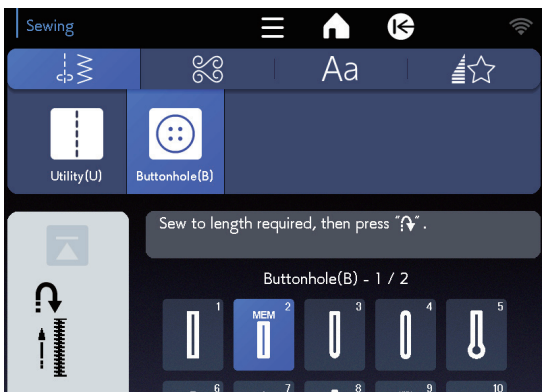 Sewing
Aa
Utility(U) Buttonhole(B)
Sew to length required, then press " ".
Buttonhole(B) - 1 / 2
1 MEM 2 3 4 5
6 7 8 9 10